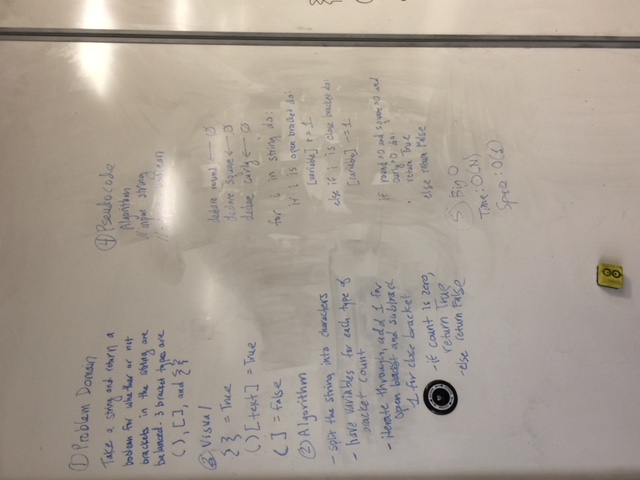 ① Problem Domain
Take a string and return a
boolean for whether or not
brackets in the string are
balanced. 3 bracket types are
( ), [ ], and { }
③ Visual
{ } = True
( ) [text] = True
( ] = False
② Algorithm
- split the string into characters
- have variables for each type of
bracket count
- iterate through, add 1 for
open bracket and subtract
1 for close bracket
- if count is zero,
return True
- else return False
④ Pseudocode
Algorithm
// input string
//
declare round ← 0
declare square ← 0
declare curly ← 0
for i in string do:
if i is open bracket do:
[variable] += 1
else if i is close bracket do:
[variable] -= 1
if round = 0 and square = 0 and
curly = 0 do:
return True
else return False
5) Big O
Time: O(N)
Space: O(1)